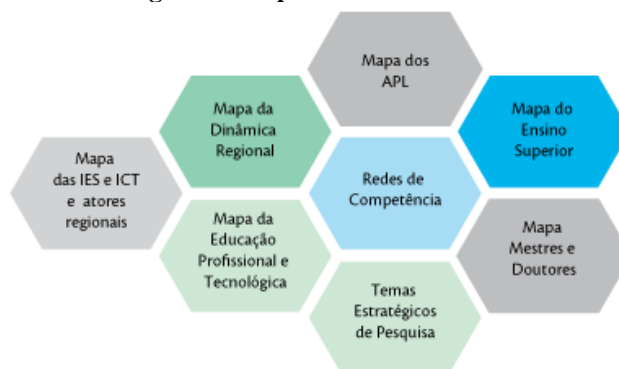 Mapa dos
APL
Mapa da
Dinâmica
Regional
Mapa do
Ensino
Superior
Mapa
das IES e ICT
e atores
regionais
Redes de
Competência
Mapa da
Educação
Profissional e
Tecnológica
Mapa
Mestres e
Doutores
Temas
Estratégicos
de Pesquisa